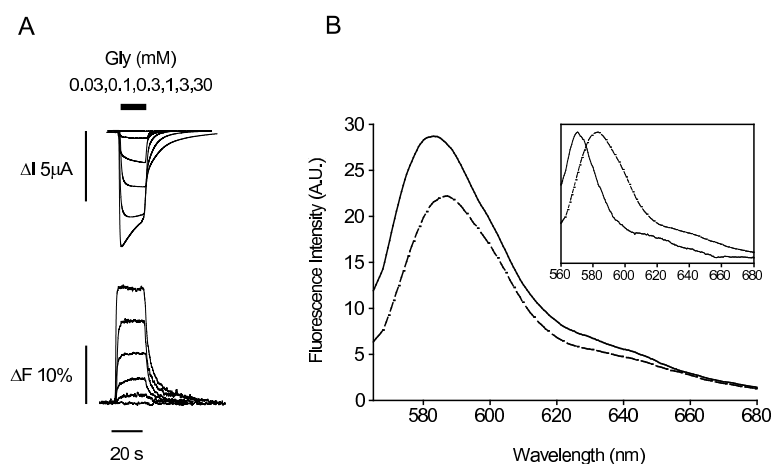 A
Gly (mM)
0.03,0.1,0.3,1,3,30
ΔI 5µA
ΔF 10%
20 s
B
Fluorescence Intensity (A.U.)
30
25
20
15
10
5
0
580 600 620 640 660 680
Wavelength (nm)
560 580 600 620 640 660 680